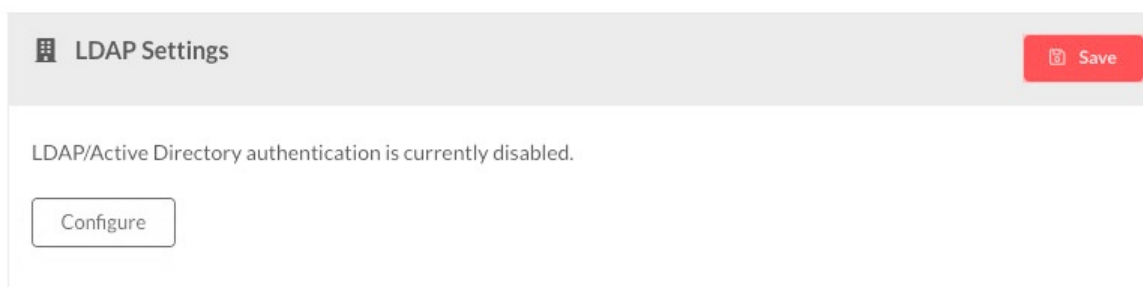 LDAP Settings
Save
LDAP/Active Directory authentication is currently disabled.
Configure